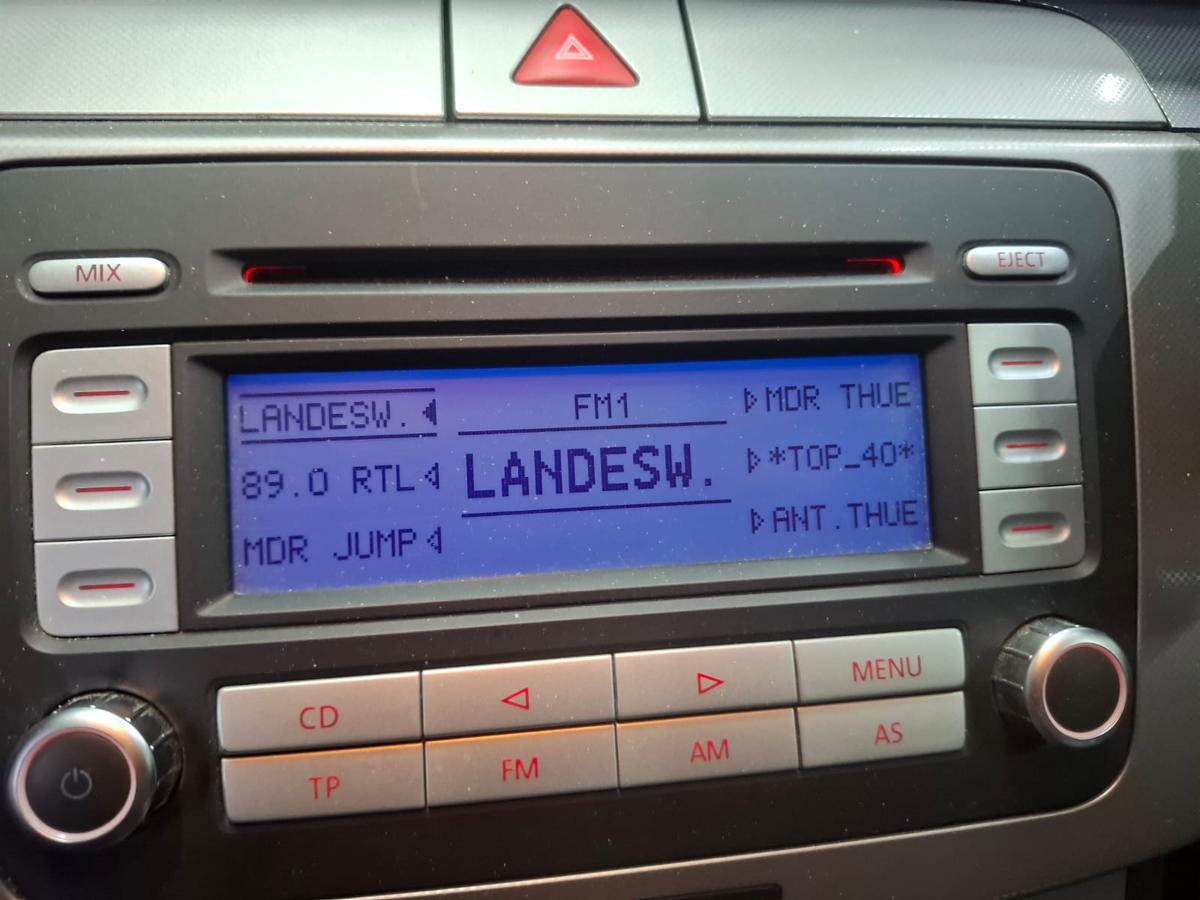 MIX
EJECT
LANDESW.
FM1
MDR THUE
89.0 RTL
LANDESW.
*TOP_40*
MDR JUMP
ANT.THUE
CD
MENU
TP
FM
AM
AS